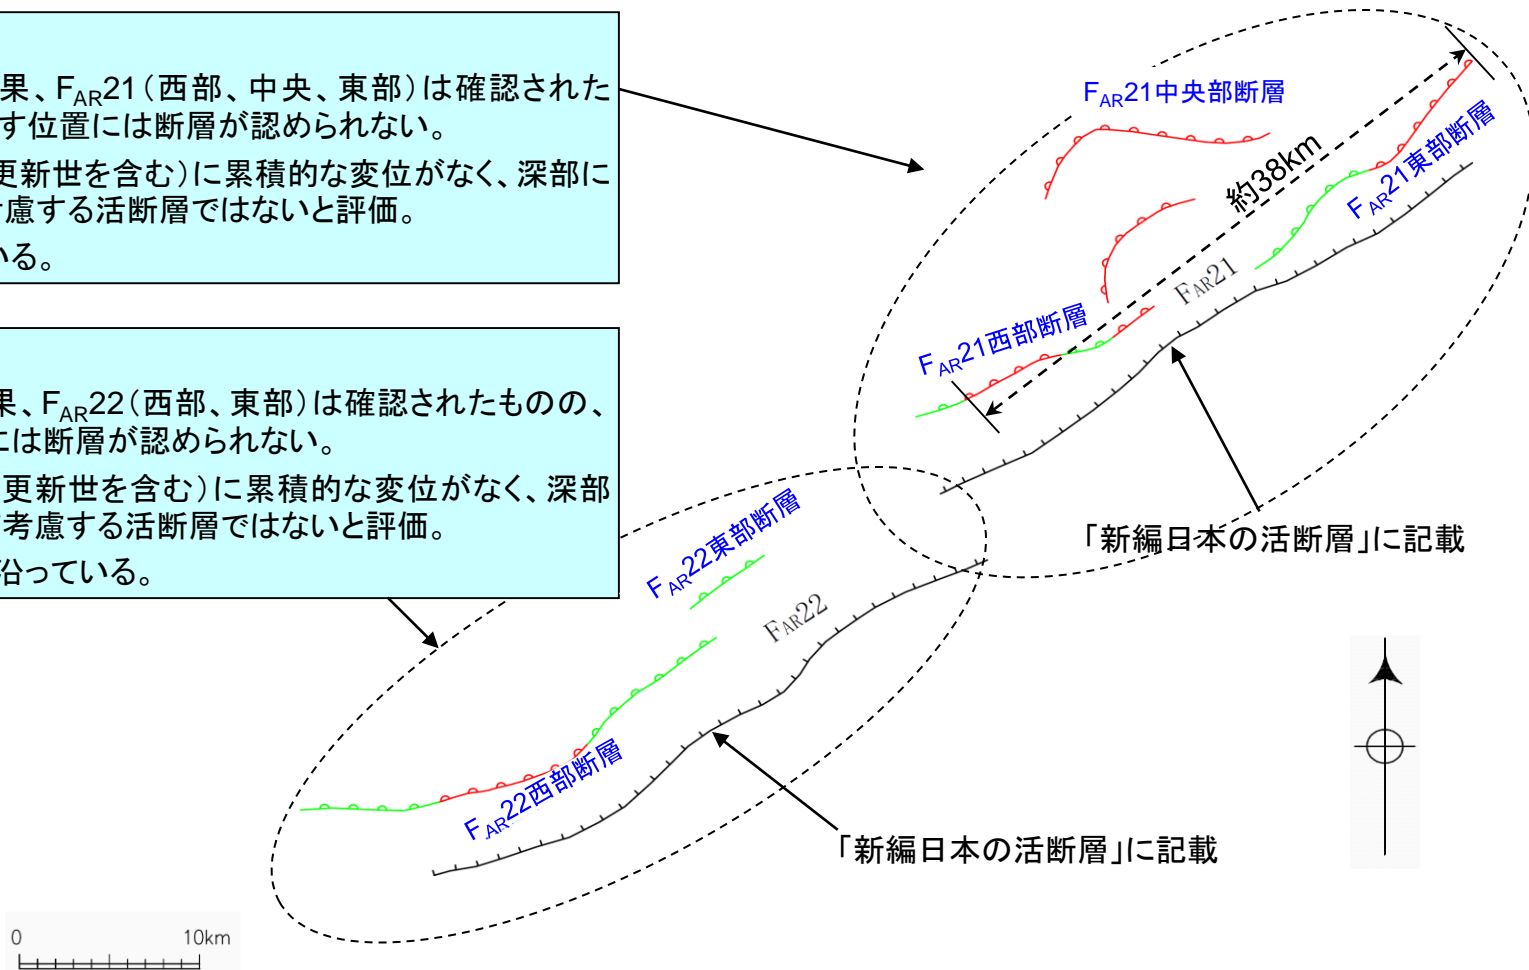 果、FAR21(西部、中央、東部)は確認された
す位置には断層が認められない。
更新世を含む)に累積的な変位がなく、深部に
慮する活断層ではないと評価。
いる。
果、FAR22(西部、東部)は確認されたものの、
には断層が認められない。
更新世を含む)に累積的な変位がなく、深部
考慮する活断層ではないと評価。
沿っている。
FAR21中央部断層
約38km
FAR21東部断層
FAR21
FAR21西部断層
「新編日本の活断層」に記載
FAR22東部断層
FAR22
FAR22西部断層
「新編日本の活断層」に記載
0 10km